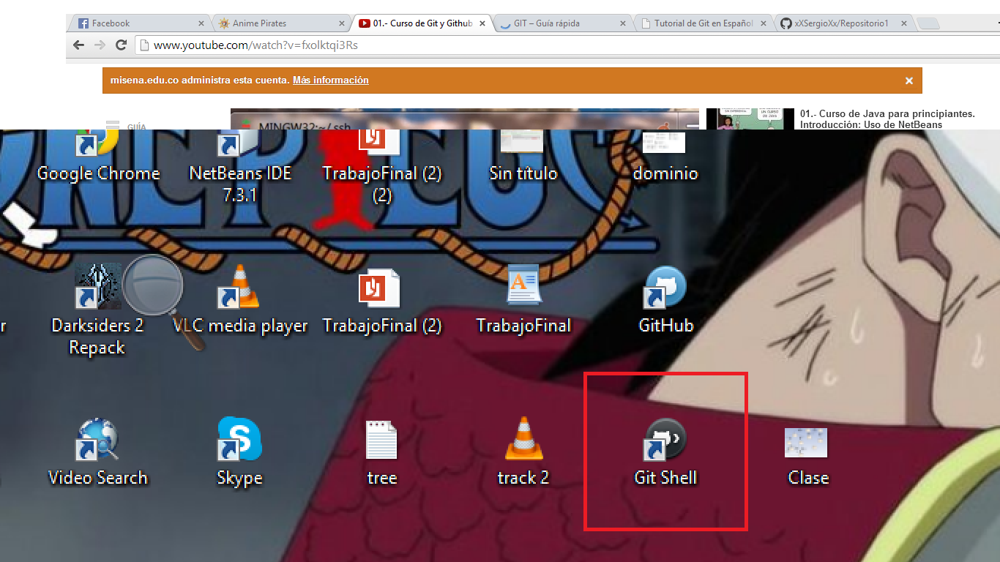 Facebook
Anime Pirates
01.- Curso de Git y Github
GIT – Guía rápida
Tutorial de Git en Español
xXSergioXx/Repositorio1
www.youtube.com/watch?v=fxolktqi3Rs
misena.edu.co administra esta cuenta. Más información
GUÍA
MINGW32:~/.ssh
01.- Curso de Java para principiantes.
Introducción: Uso de NetBeans
Google Chrome
NetBeans IDE
7.3.1
TrabajoFinal (2)
(2)
Sin título
dominio
Darksiders 2
Repack
VLC media player
TrabajoFinal (2)
TrabajoFinal
GitHub
Video Search
Skype
tree
track 2
Git Shell
Clase